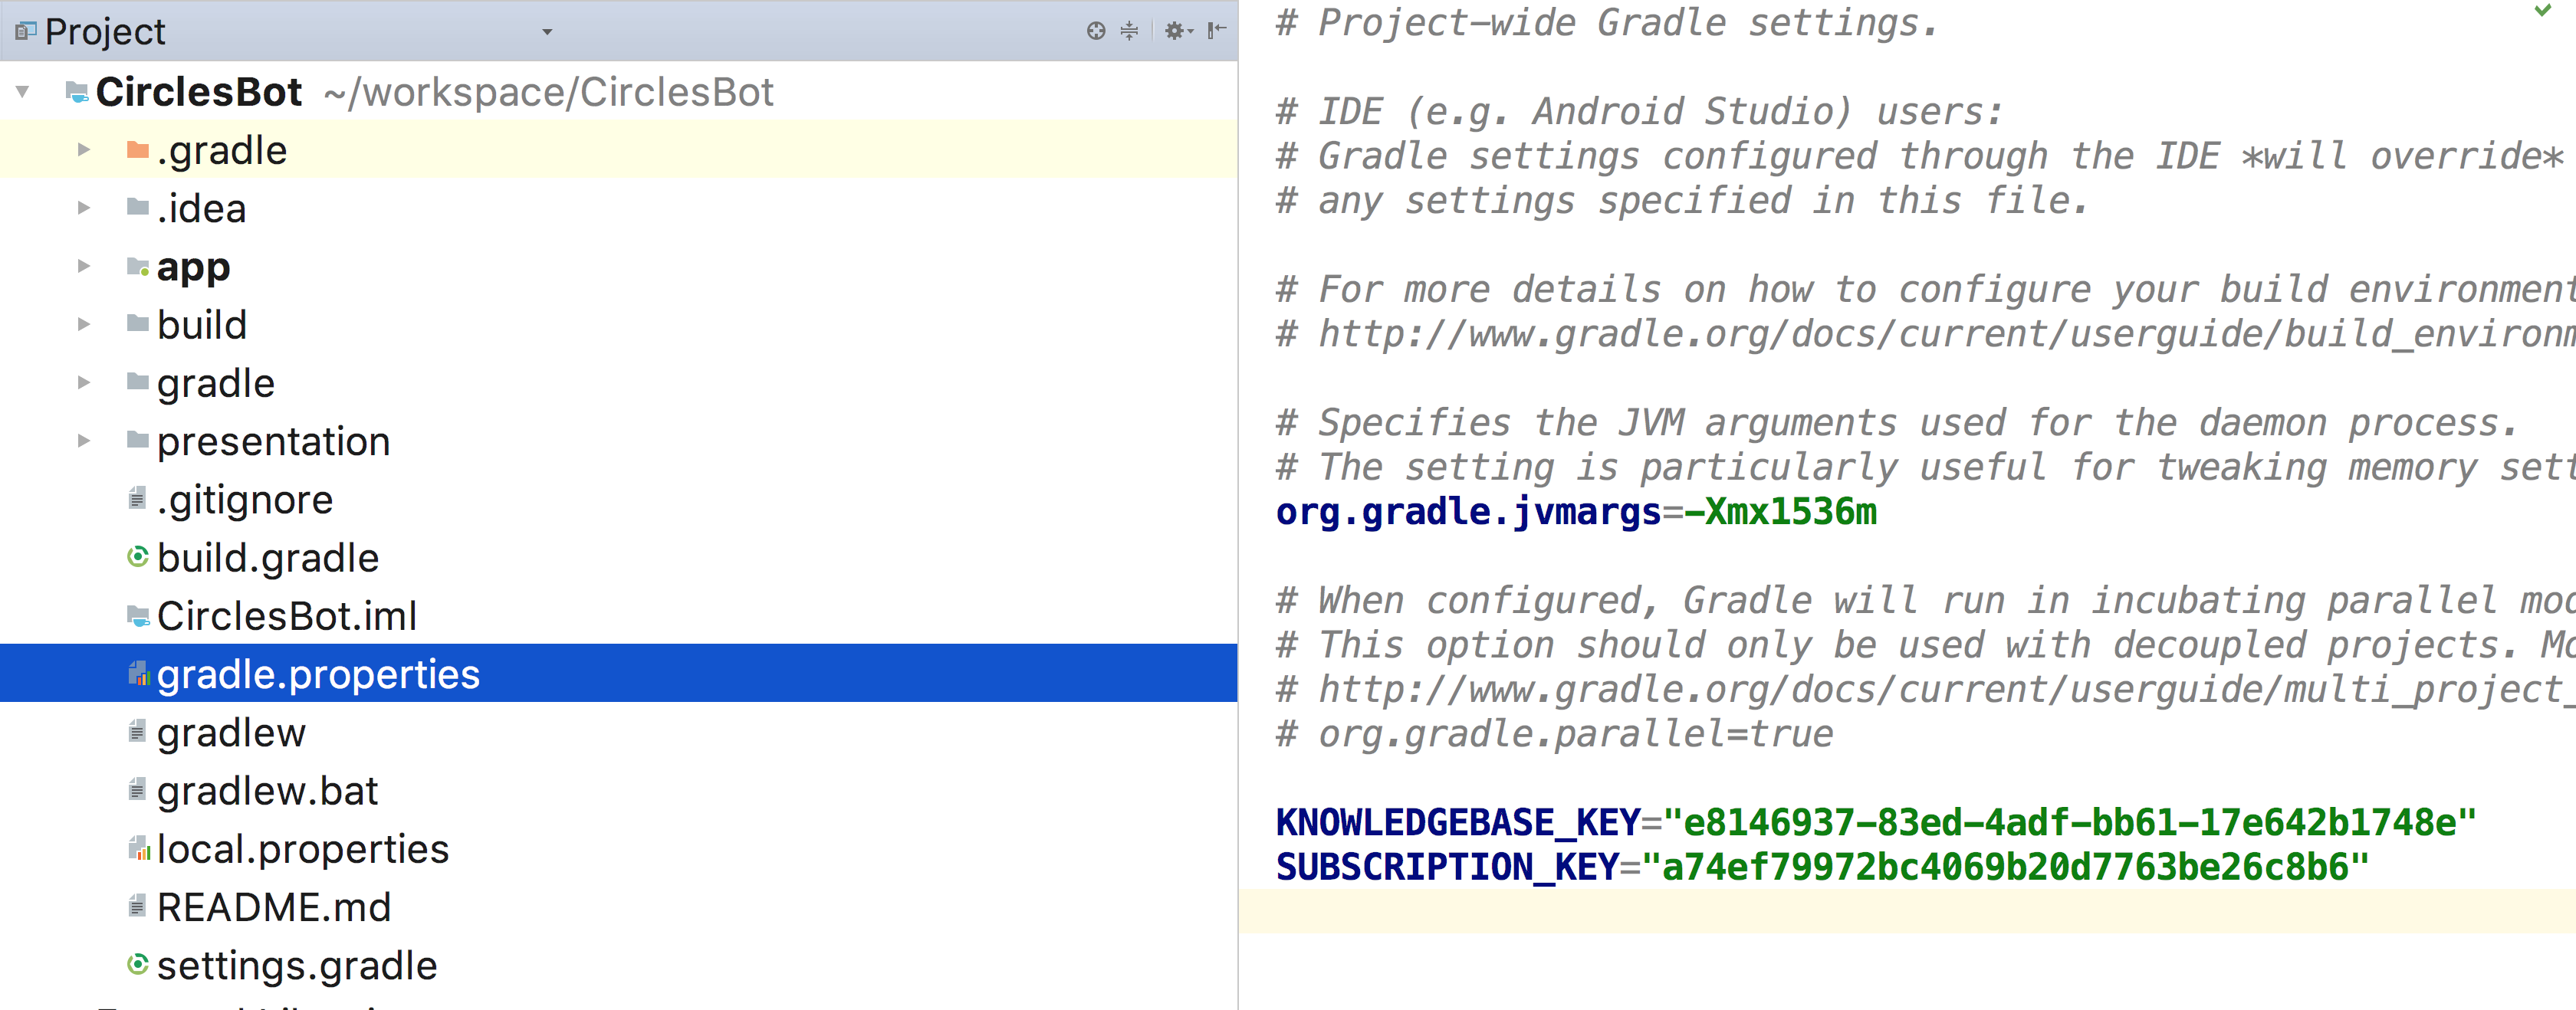 Project
CirclesBot ~/workspace/CirclesBot
.gradle
.idea
app
build
gradle
presentation
.gitignore
build.gradle
CirclesBot.iml
gradle.properties
gradlew
gradlew.bat
local.properties
README.md
settings.gradle
# Project-wide Gradle settings.
# IDE (e.g. Android Studio) users:
# Gradle settings configured through the IDE *will override*
# any settings specified in this file.
# For more details on how to configure your build environment
# http://www.gradle.org/docs/current/userguide/build_environm
# Specifies the JVM arguments used for the daemon process.
# The setting is particularly useful for tweaking memory sett
org.gradle.jvmargs=-Xmx1536m
# When configured, Gradle will run in incubating parallel mod
# This option should only be used with decoupled projects. Mo
# http://www.gradle.org/docs/current/userguide/multi_project_
# org.gradle.parallel=true
KNOWLEDGEBASE_KEY="e8146937-83ed-4adf-bb61-17e642b1748e"
SUBSCRIPTION_KEY="a74ef79972bc4069b20d7763be26c8b6"